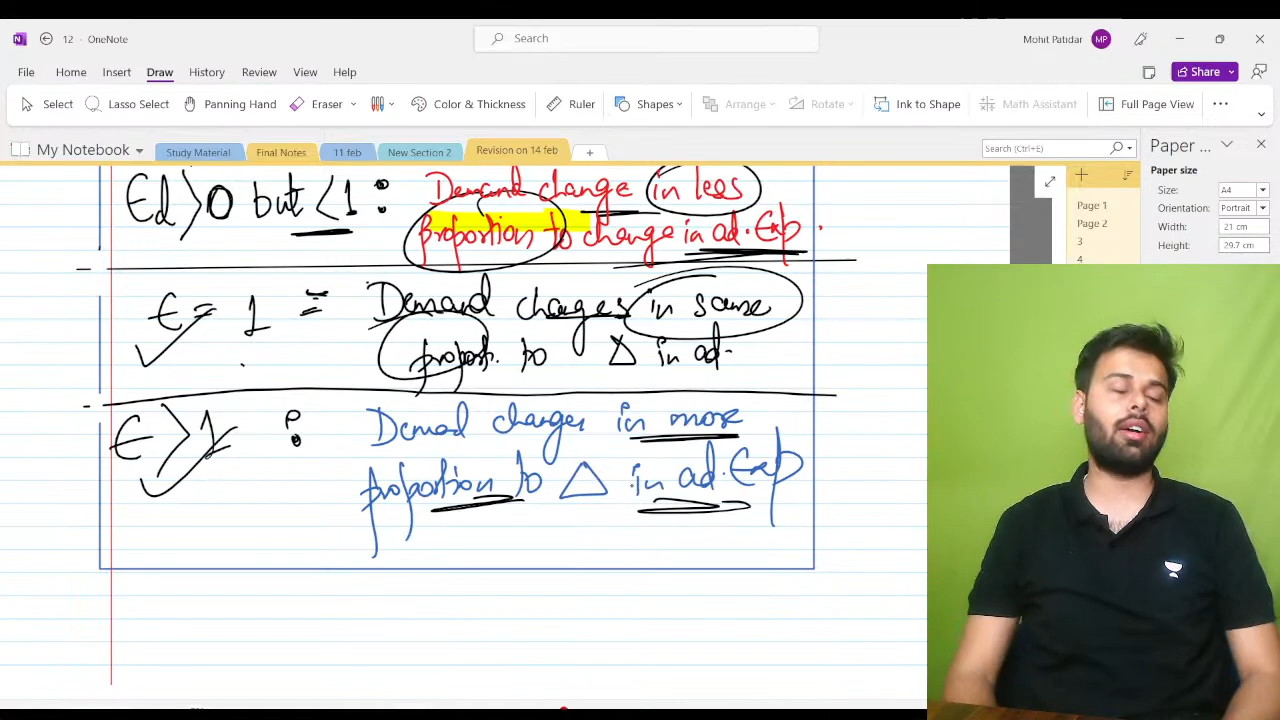 12 - OneNote
Search
Mohit Patidar MP
File Home Insert Draw History Review View Help
Share
Select Lasso Select Panning Hand Eraser Color & Thickness Ruler Shapes Arrange Rotate Ink to Shape Math Assistant Full Page View
My Notebook
Study Material Final Notes 11 feb New Section 2 Revision on 14 feb
Search (Ctrl+E)
Paper ...
Paper size
Size: A4
Orientation: Portrait
Width: 21 cm
Height: 29.7 cm
Page 1
Page 2
3
4
Ed > 0 but < 1 : Demand change in less
proportion to change in ad. Exp.
E = 1 = Demand changes in same
proport. to Δ in ad.
E > 1 : Demad changes in more
proportion to Δ in ad. Exp